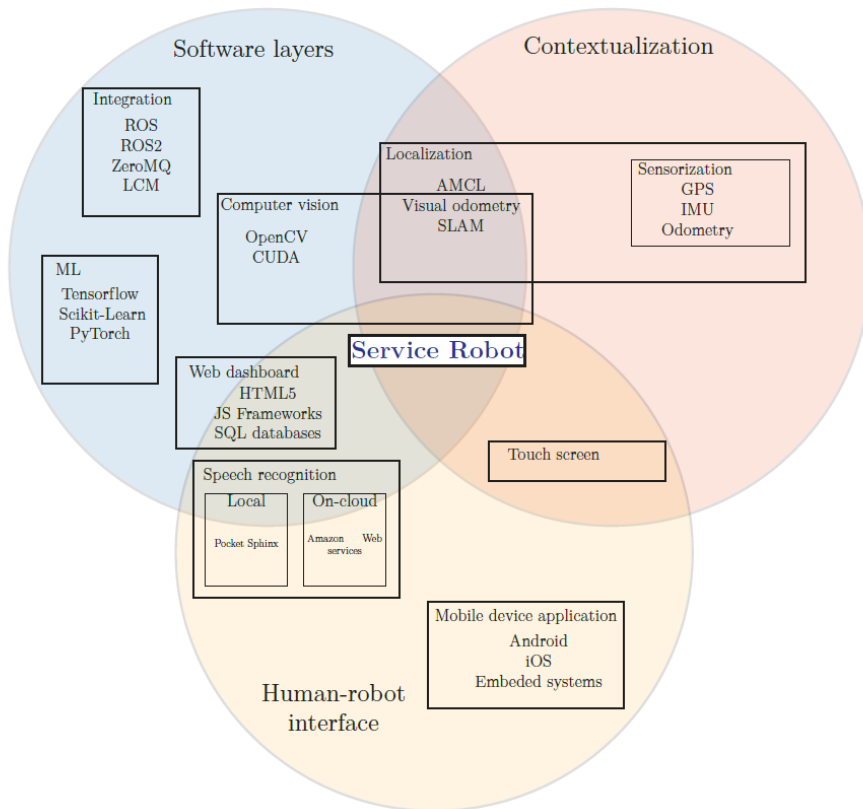 Software layers
Contextualization
Integration
ROS
ROS2
ZeroMQ
LCM
Localization
AMCL
Visual odometry
SLAM
Sensorization
GPS
IMU
Odometry
Computer vision
OpenCV
CUDA
ML
Tensorflow
Scikit-Learn
PyTorch
Service Robot
Web dashboard
HTML5
JS Frameworks
SQL databases
Touch screen
Speech recognition
Local
Pocket Sphinx
On-cloud
Amazon Web
services
Mobile device application
Android
iOS
Embeded systems
Human-robot
interface